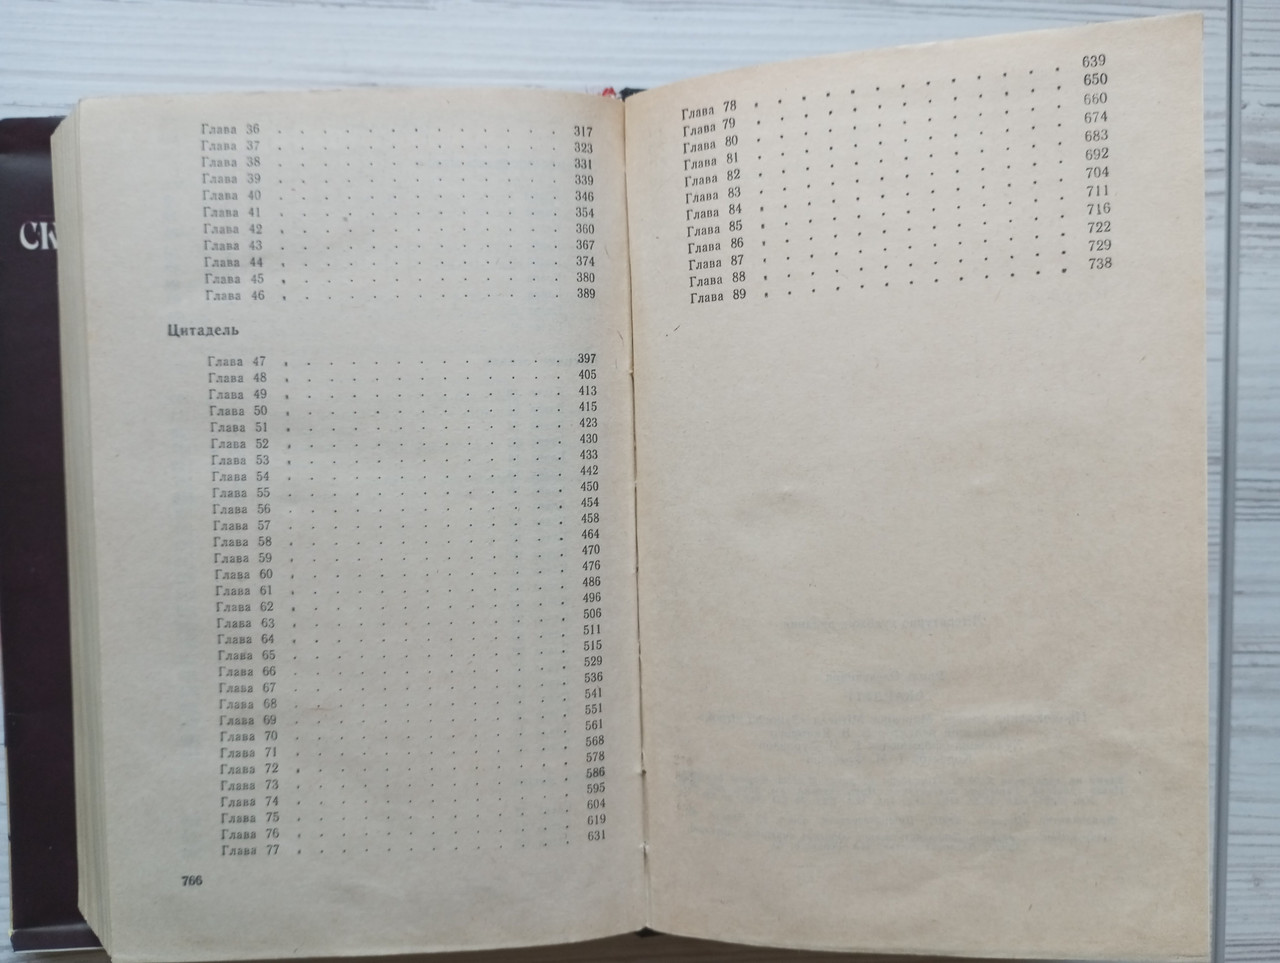 СК
Глава 36 . . . . . . . . . . . . . 317
Глава 37 . . . . . . . . . . . . . 323
Глава 38 . . . . . . . . . . . . . 331
Глава 39 . . . . . . . . . . . . . 339
Глава 40 . . . . . . . . . . . . . 346
Глава 41 . . . . . . . . . . . . . 354
Глава 42 . . . . . . . . . . . . . 360
Глава 43 . . . . . . . . . . . . . 367
Глава 44 . . . . . . . . . . . . . 374
Глава 45 . . . . . . . . . . . . . 380
Глава 46 . . . . . . . . . . . . . 389
Цитадель
Глава 47 . . . . . . . . . . . . . 397
Глава 48 . . . . . . . . . . . . . 405
Глава 49 . . . . . . . . . . . . . 413
Глава 50 . . . . . . . . . . . . . 415
Глава 51 . . . . . . . . . . . . . 423
Глава 52 . . . . . . . . . . . . . 430
Глава 53 . . . . . . . . . . . . . 433
Глава 54 . . . . . . . . . . . . . 442
Глава 55 . . . . . . . . . . . . . 450
Глава 56 . . . . . . . . . . . . . 454
Глава 57 . . . . . . . . . . . . . 458
Глава 58 . . . . . . . . . . . . . 464
Глава 59 . . . . . . . . . . . . . 470
Глава 60 . . . . . . . . . . . . . 476
Глава 61 . . . . . . . . . . . . . 486
Глава 62 . . . . . . . . . . . . . 496
Глава 63 . . . . . . . . . . . . . 506
Глава 64 . . . . . . . . . . . . . 511
Глава 65 . . . . . . . . . . . . . 515
Глава 66 . . . . . . . . . . . . . 529
Глава 67 . . . . . . . . . . . . . 536
Глава 68 . . . . . . . . . . . . . 541
Глава 69 . . . . . . . . . . . . . 551
Глава 70 . . . . . . . . . . . . . 561
Глава 71 . . . . . . . . . . . . . 568
Глава 72 . . . . . . . . . . . . . 578
Глава 73 . . . . . . . . . . . . . 586
Глава 74 . . . . . . . . . . . . . 595
Глава 75 . . . . . . . . . . . . . 604
Глава 76 . . . . . . . . . . . . . 619
Глава 77 . . . . . . . . . . . . . 631
766
Глава 78 . . . . . . . . . . . . . 639
Глава 79 . . . . . . . . . . . . . 650
Глава 80 . . . . . . . . . . . . . 660
Глава 81 . . . . . . . . . . . . . 674
Глава 82 . . . . . . . . . . . . . 683
Глава 83 . . . . . . . . . . . . . 692
Глава 84 . . . . . . . . . . . . . 704
Глава 85 . . . . . . . . . . . . . 711
Глава 86 . . . . . . . . . . . . . 716
Глава 87 . . . . . . . . . . . . . 722
Глава 88 . . . . . . . . . . . . . 729
Глава 89 . . . . . . . . . . . . . 738